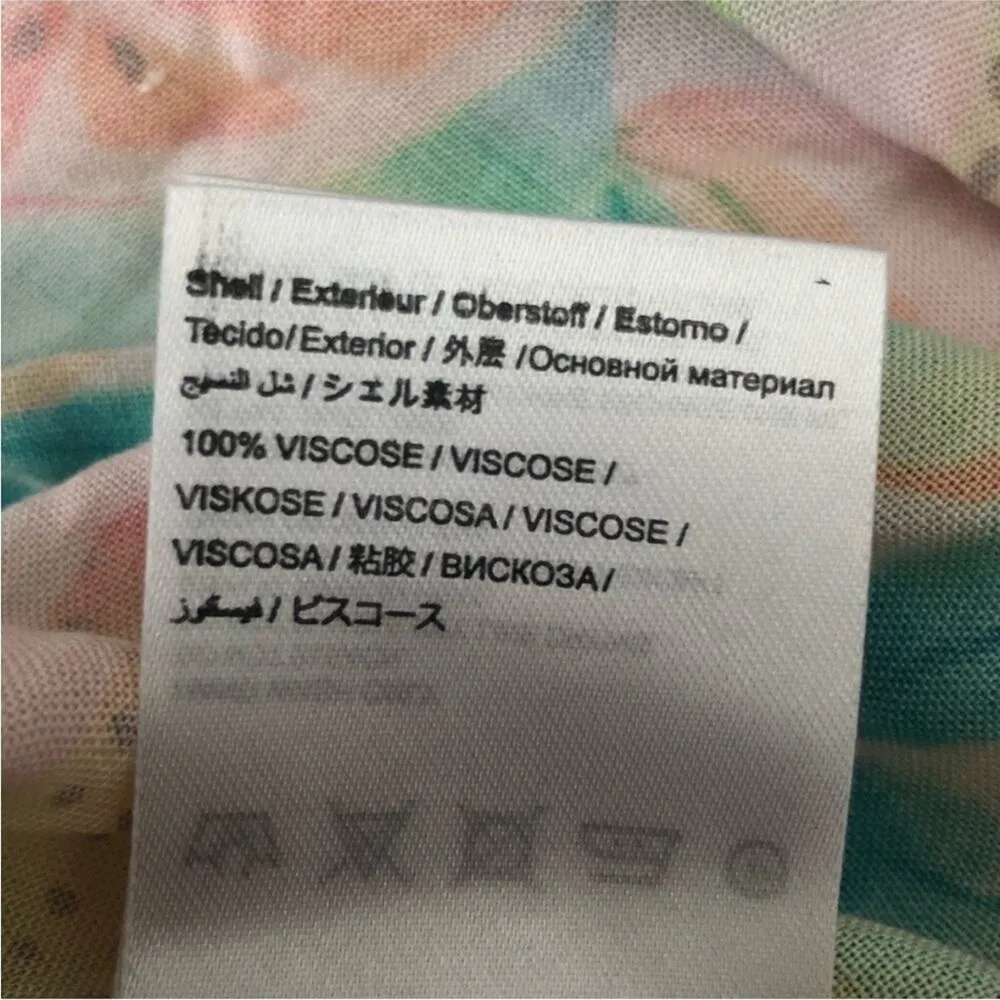 Shell / Exterieur / Oberstoff / Estorno /
Tecido / Exterior / 外层 / Основной материал
شل النسيج / シェル素材
100% VISCOSE / VISCOSE /
VISKOSE / VISCOSA / VISCOSE /
VISCOSA / 粘胶 / ВИСКОЗА /
فيسكوز / ビスコース